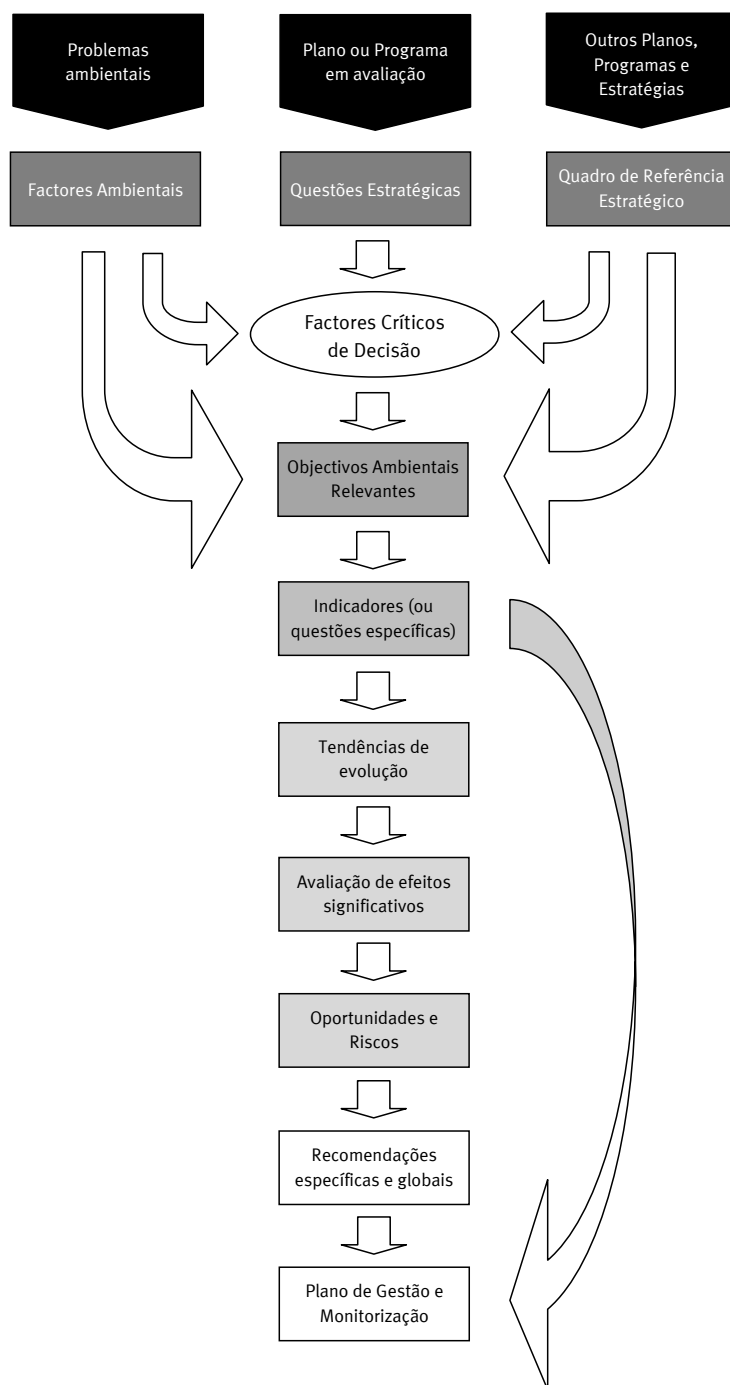 Problemas
ambientais
Plano ou Programa
em avaliação
Outros Planos,
Programas e
Estratégias
Factores Ambientais
Questões Estratégicas
Quadro de Referência
Estratégico
Factores Críticos
de Decisão
Objectivos Ambientais
Relevantes
Indicadores (ou
questões específicas)
Tendências de
evolução
Avaliação de efeitos
significativos
Oportunidades e
Riscos
Recomendações
específicas e globais
Plano de Gestão e
Monitorização